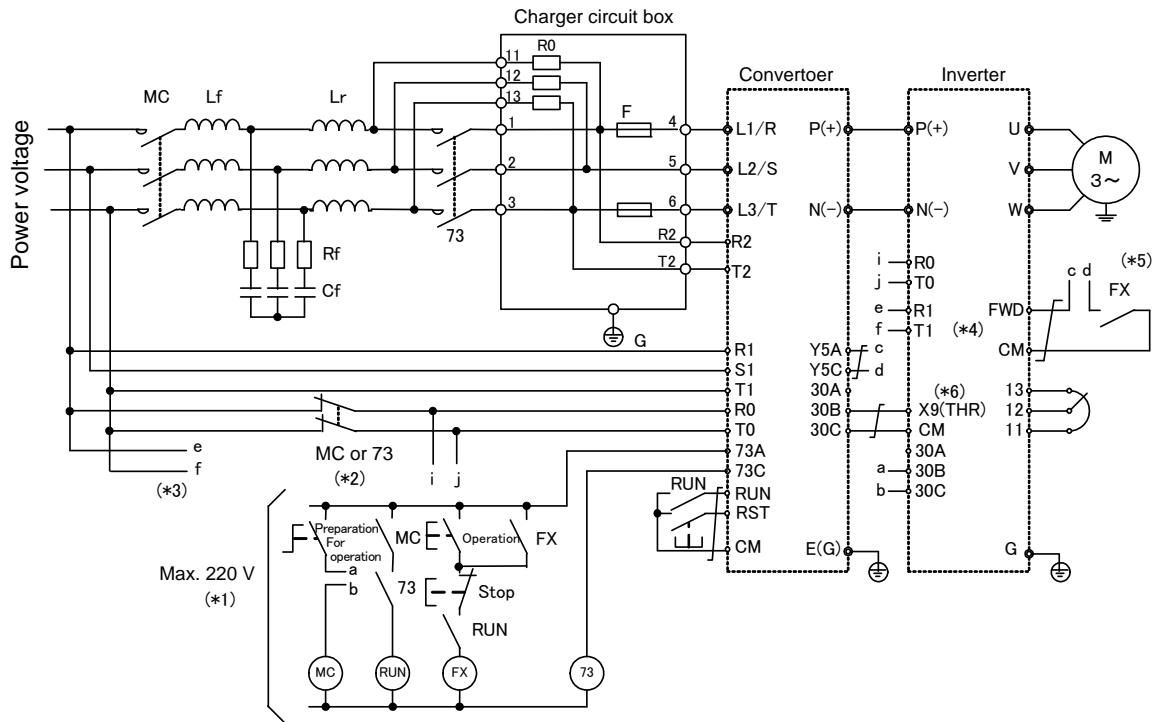 Charger circuit box
R0
11
12
13
MC
Lf
Lr
1
F
4
2
5
3
6
73
R2
T2
Rf
Cf
G
Power voltage
Convertoer
Inverter
L1/R
P(+)
P(+)
U
L2/S
V
L3/T
N(-)
N(-)
W
M
3~
R2
T2
i
R0
j
T0
e
R1
f
T1
(*4)
c d
(*5)
FX
FWD
CM
R1
S1
T1
R0
T0
73A
73C
RUN
RST
CM
RUN
Y5A
c
Y5C
d
30A
30B
30C
(*6)
X9(THR)
CM
30A
a
30B
b
30C
13
12
11
E(G)
G
e
f
(*3)
MC or 73
(*2)
i
j
Max. 220 V
(*1)
Preparation
For
operation
a
b
MC
73
Operation
FX
Stop
RUN
MC
RUN
FX
73